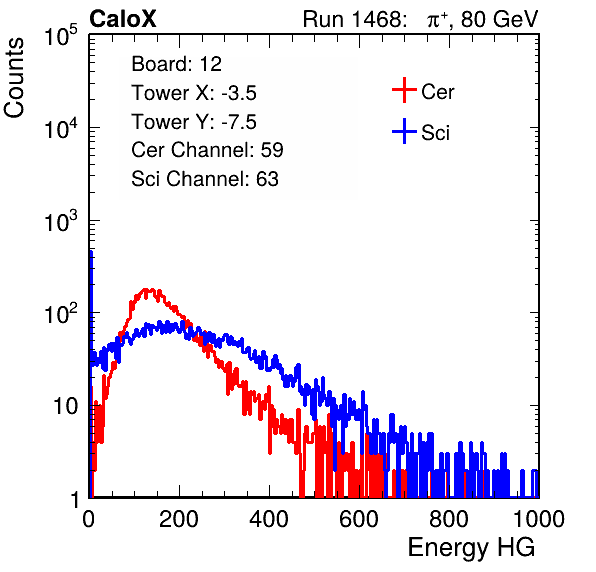 CaloX Run 1468: π⁺, 80 GeV
Counts
Board: 12
Tower X: -3.5
Tower Y: -7.5
Cer Channel: 59
Sci Channel: 63
Cer
Sci
10⁵
10⁴
10³
10²
10
1
0 200 400 600 800 1000
Energy HG